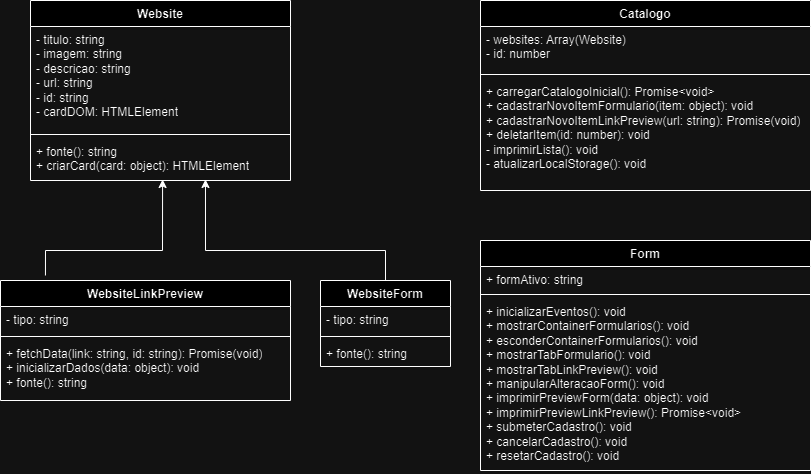 Website
- titulo: string
- imagem: string
- descricao: string
- url: string
- id: string
- cardDOM: HTMLElement
+ fonte(): string
+ criarCard(card: object): HTMLElement
Catalogo
- websites: Array(Website)
- id: number
+ carregarCatalogoInicial(): Promise<void>
+ cadastrarNovoItemFormulario(item: object): void
+ cadastrarNovoItemLinkPreview(url: string): Promise(void)
+ deletarItem(id: number): void
- imprimirLista(): void
- atualizarLocalStorage(): void
WebsiteLinkPreview
- tipo: string
+ fetchData(link: string, id: string): Promise(void)
+ inicializarDados(data: object): void
+ fonte(): string
WebsiteForm
- tipo: string
+ fonte(): string
Form
+ formAtivo: string
+ inicializarEventos(): void
+ mostrarContainerFormularios(): void
+ esconderContainerFormularios(): void
+ mostrarTabFormulario(): void
+ mostrarTabLinkPreview(): void
+ manipularAlteracaoForm(): void
+ imprimirPreviewForm(data: object): void
+ imprimirPreviewLinkPreview(): Promise<void>
+ submeterCadastro(): void
+ cancelarCadastro(): void
+ resetarCadastro(): void